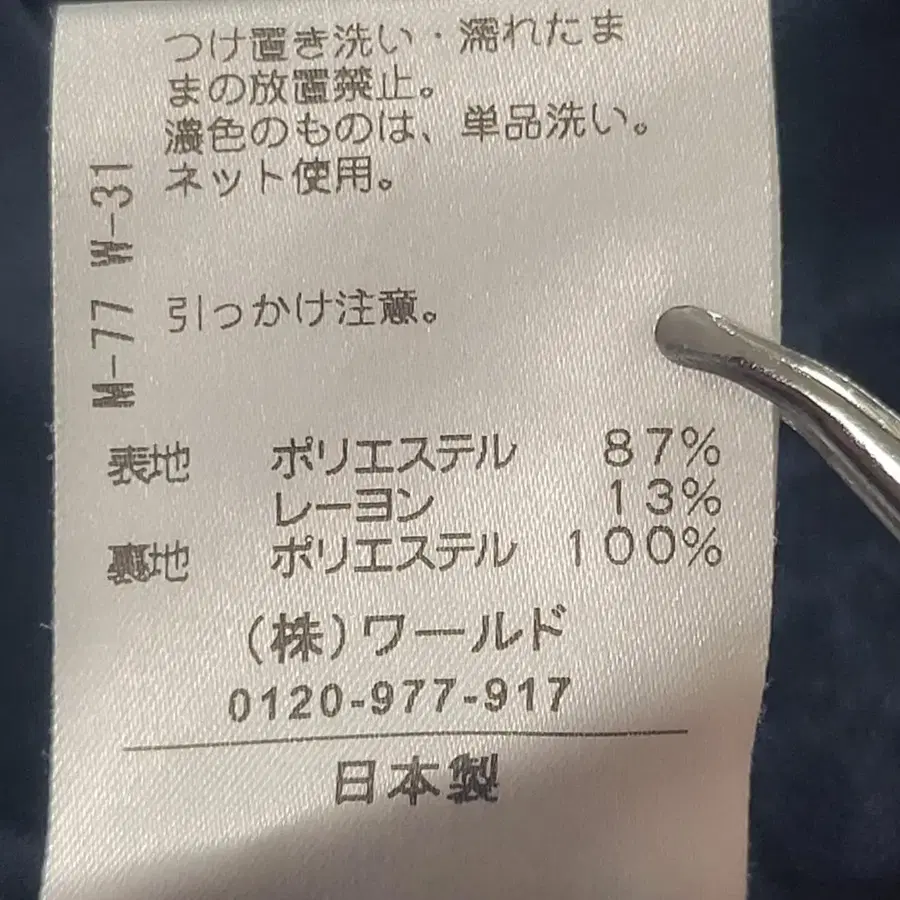 つけ置き洗い・濡れたま
まの放置禁止。
濃色のものは、単品洗い。
ネット使用。
引っかけ注意。
M-77 W-31
表地 ポリエステル 87%
レーヨン 13%
裏地 ポリエステル 100%
(株)ワールド
0120-977-917
日本製